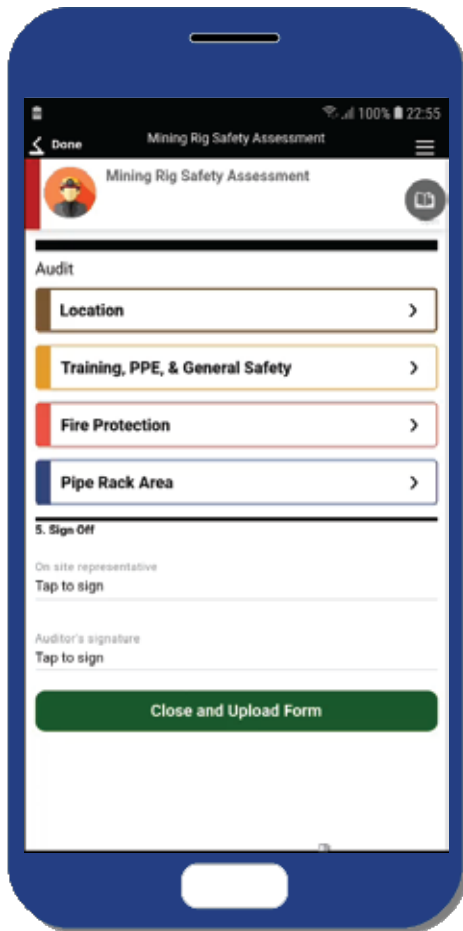 100% 22:55
Done
Mining Rig Safety Assessment
Mining Rig Safety Assessment
Audit
Location
Training, PPE, & General Safety
Fire Protection
Pipe Rack Area
5. Sign Off
On site representative
Tap to sign
Auditor's signature
Tap to sign
Close and Upload Form